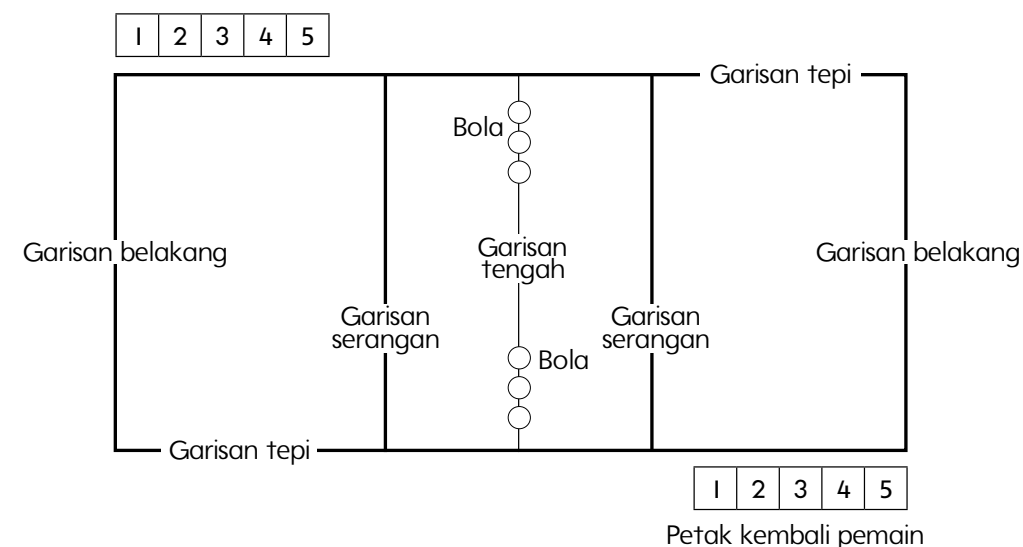 1 2 3 4 5
Garisan tepi
Bola
Garisan belakang
Garisan
tengah
Garisan belakang
Garisan
serangan
Garisan
serangan
Bola
Garisan tepi
1 2 3 4 5
Petak kembali pemain